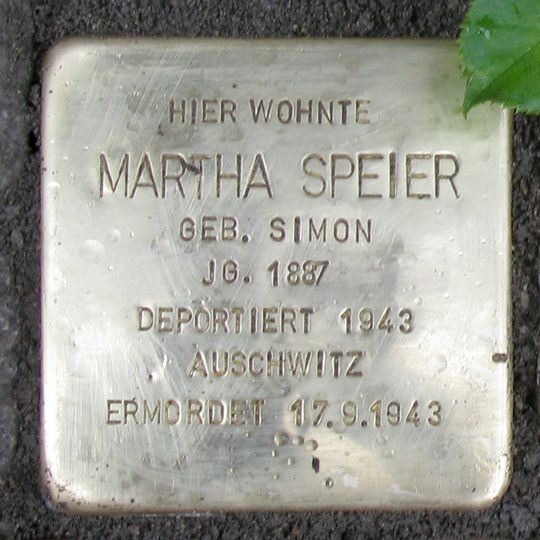 HIER WOHNTE
MARTHA SPEIER
GEB. SIMON
JG. 1887
DEPORTIERT 1943
AUSCHWITZ
ERMORDET 17.9.1943